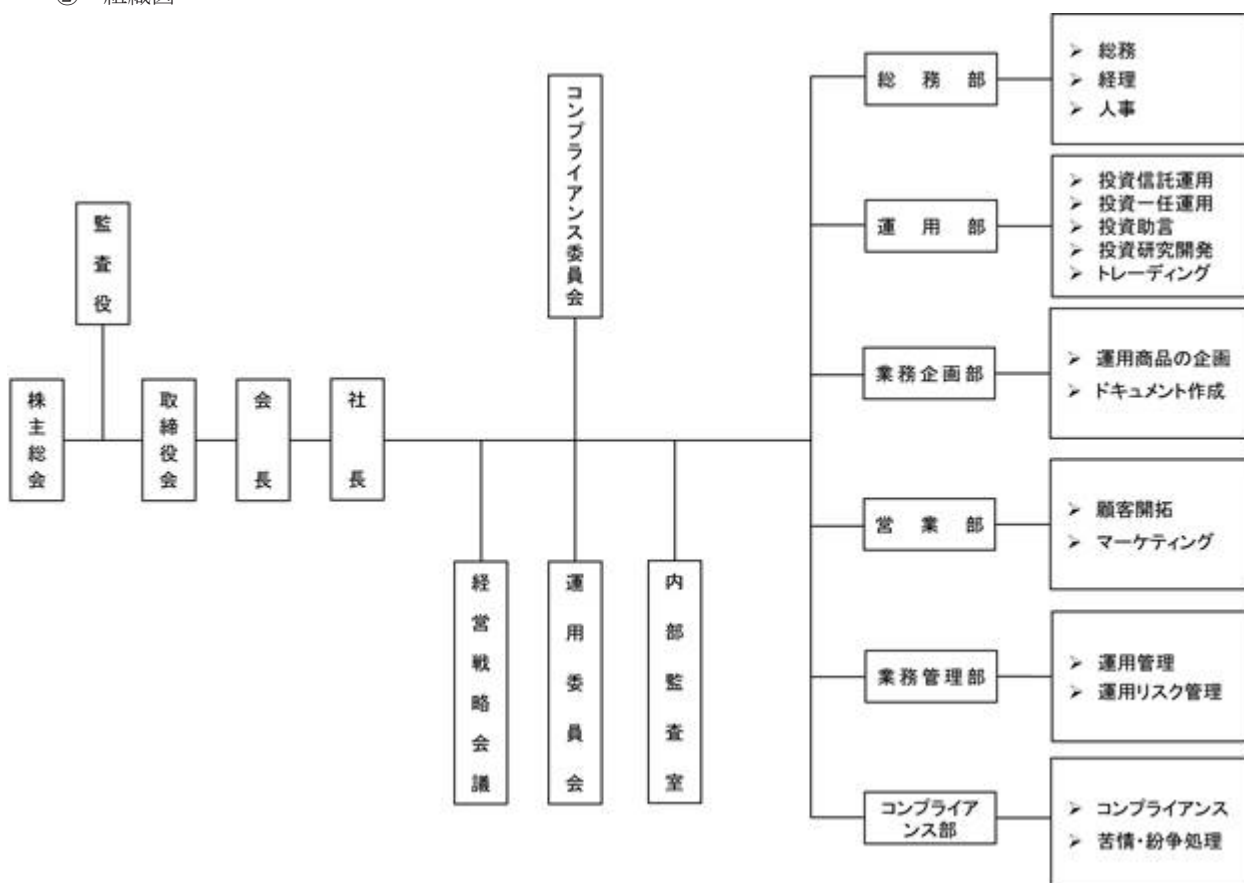 ② 組織図
株主総会
監査役
取締役会
会長
社長
コンプライアンス委員会
経営戦略会議
運用委員会
内部監査室
総務部
➢ 総務
➢ 経理
➢ 人事
運用部
➢ 投資信託運用
➢ 投資一任運用
➢ 投資助言
➢ 投資研究開発
➢ トレーディング
業務企画部
➢ 運用商品の企画
➢ ドキュメント作成
営業部
➢ 顧客開拓
➢ マーケティング
業務管理部
➢ 運用管理
➢ 運用リスク管理
コンプライア
ンス部
➢ コンプライアンス
➢ 苦情・紛争処理